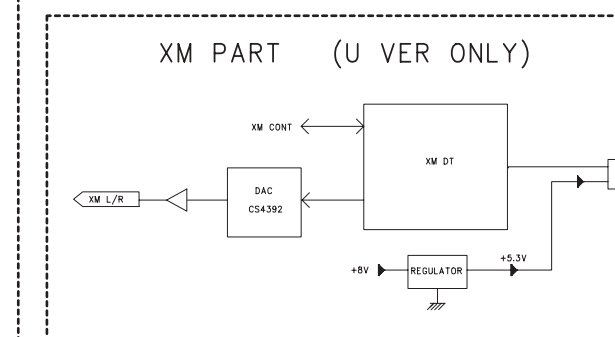 XM PART (U VER ONLY)
XM CONT
XM DT
DAC
CS4392
XM L/R
+5.3V
+8V
REGULATOR